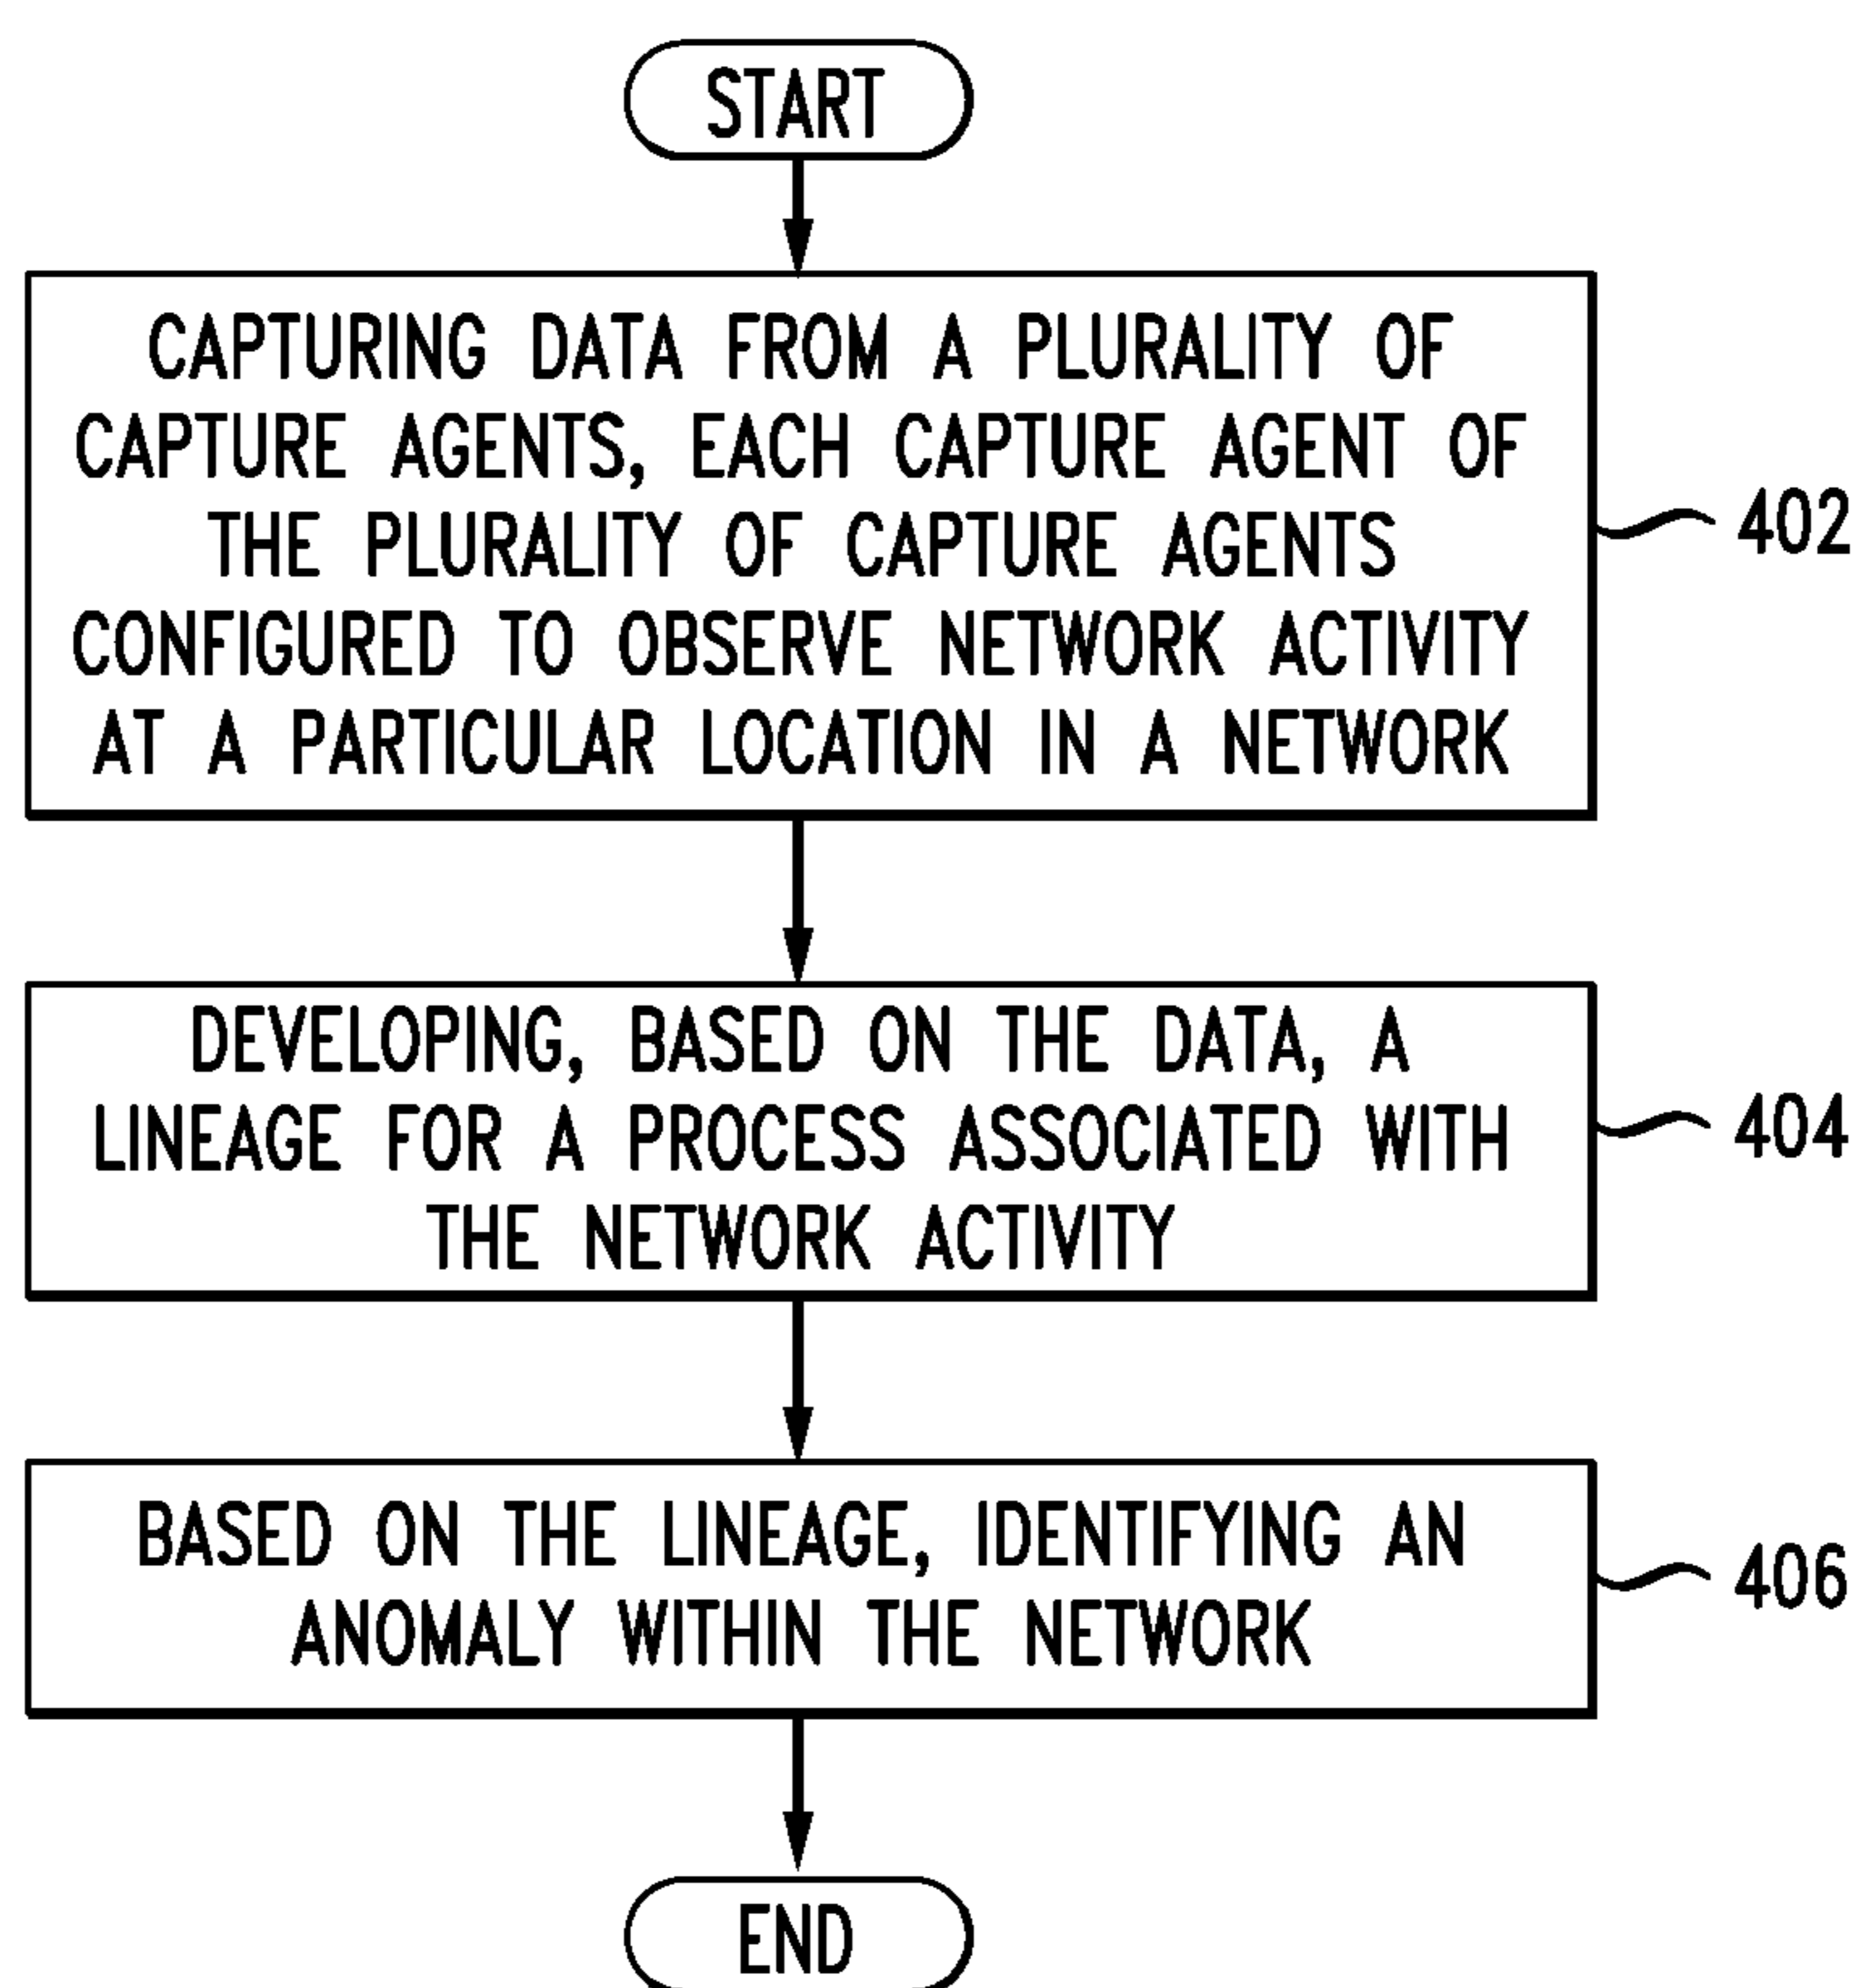 START
CAPTURING DATA FROM A PLURALITY OF
CAPTURE AGENTS, EACH CAPTURE AGENT OF
THE PLURALITY OF CAPTURE AGENTS
CONFIGURED TO OBSERVE NETWORK ACTIVITY
AT A PARTICULAR LOCATION IN A NETWORK
402
DEVELOPING, BASED ON THE DATA, A
LINEAGE FOR A PROCESS ASSOCIATED WITH
THE NETWORK ACTIVITY
404
BASED ON THE LINEAGE, IDENTIFYING AN
ANOMALY WITHIN THE NETWORK
406
END